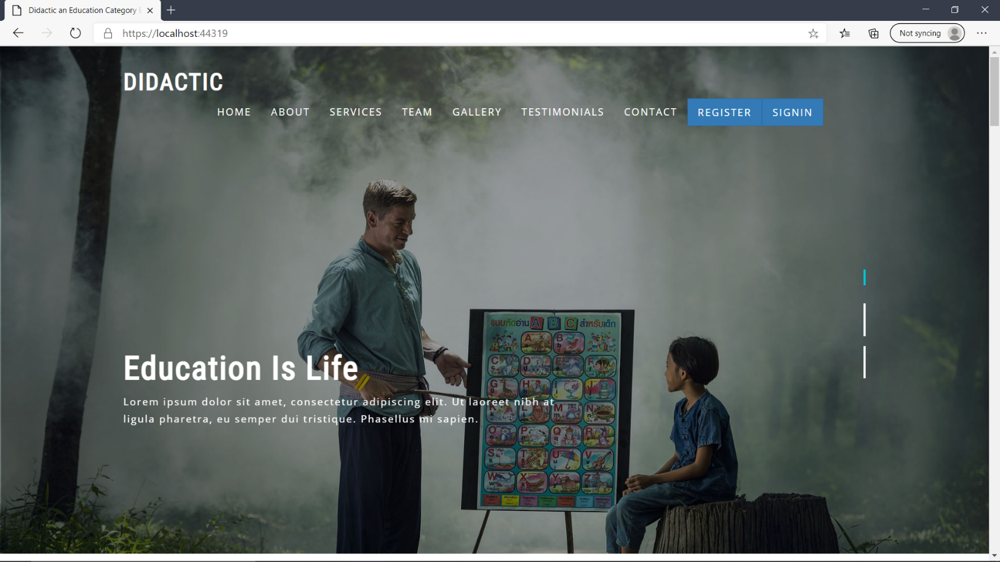 Didactic an Education Category
https://localhost:44319
Not syncing
DIDACTIC
HOME ABOUT SERVICES TEAM GALLERY TESTIMONIALS CONTACT REGISTER SIGNIN
แบบหัดอ่าน A B C สำหรับเด็ก
A B
C D E F
G H I J
K L M N
O P Q R
S T U V
W X Y Z
Education Is Life
Lorem ipsum dolor sit amet, consectetur adipiscing elit. Ut laoreet nibh at
ligula pharetra, eu semper dui tristique. Phasellus mi sapien.